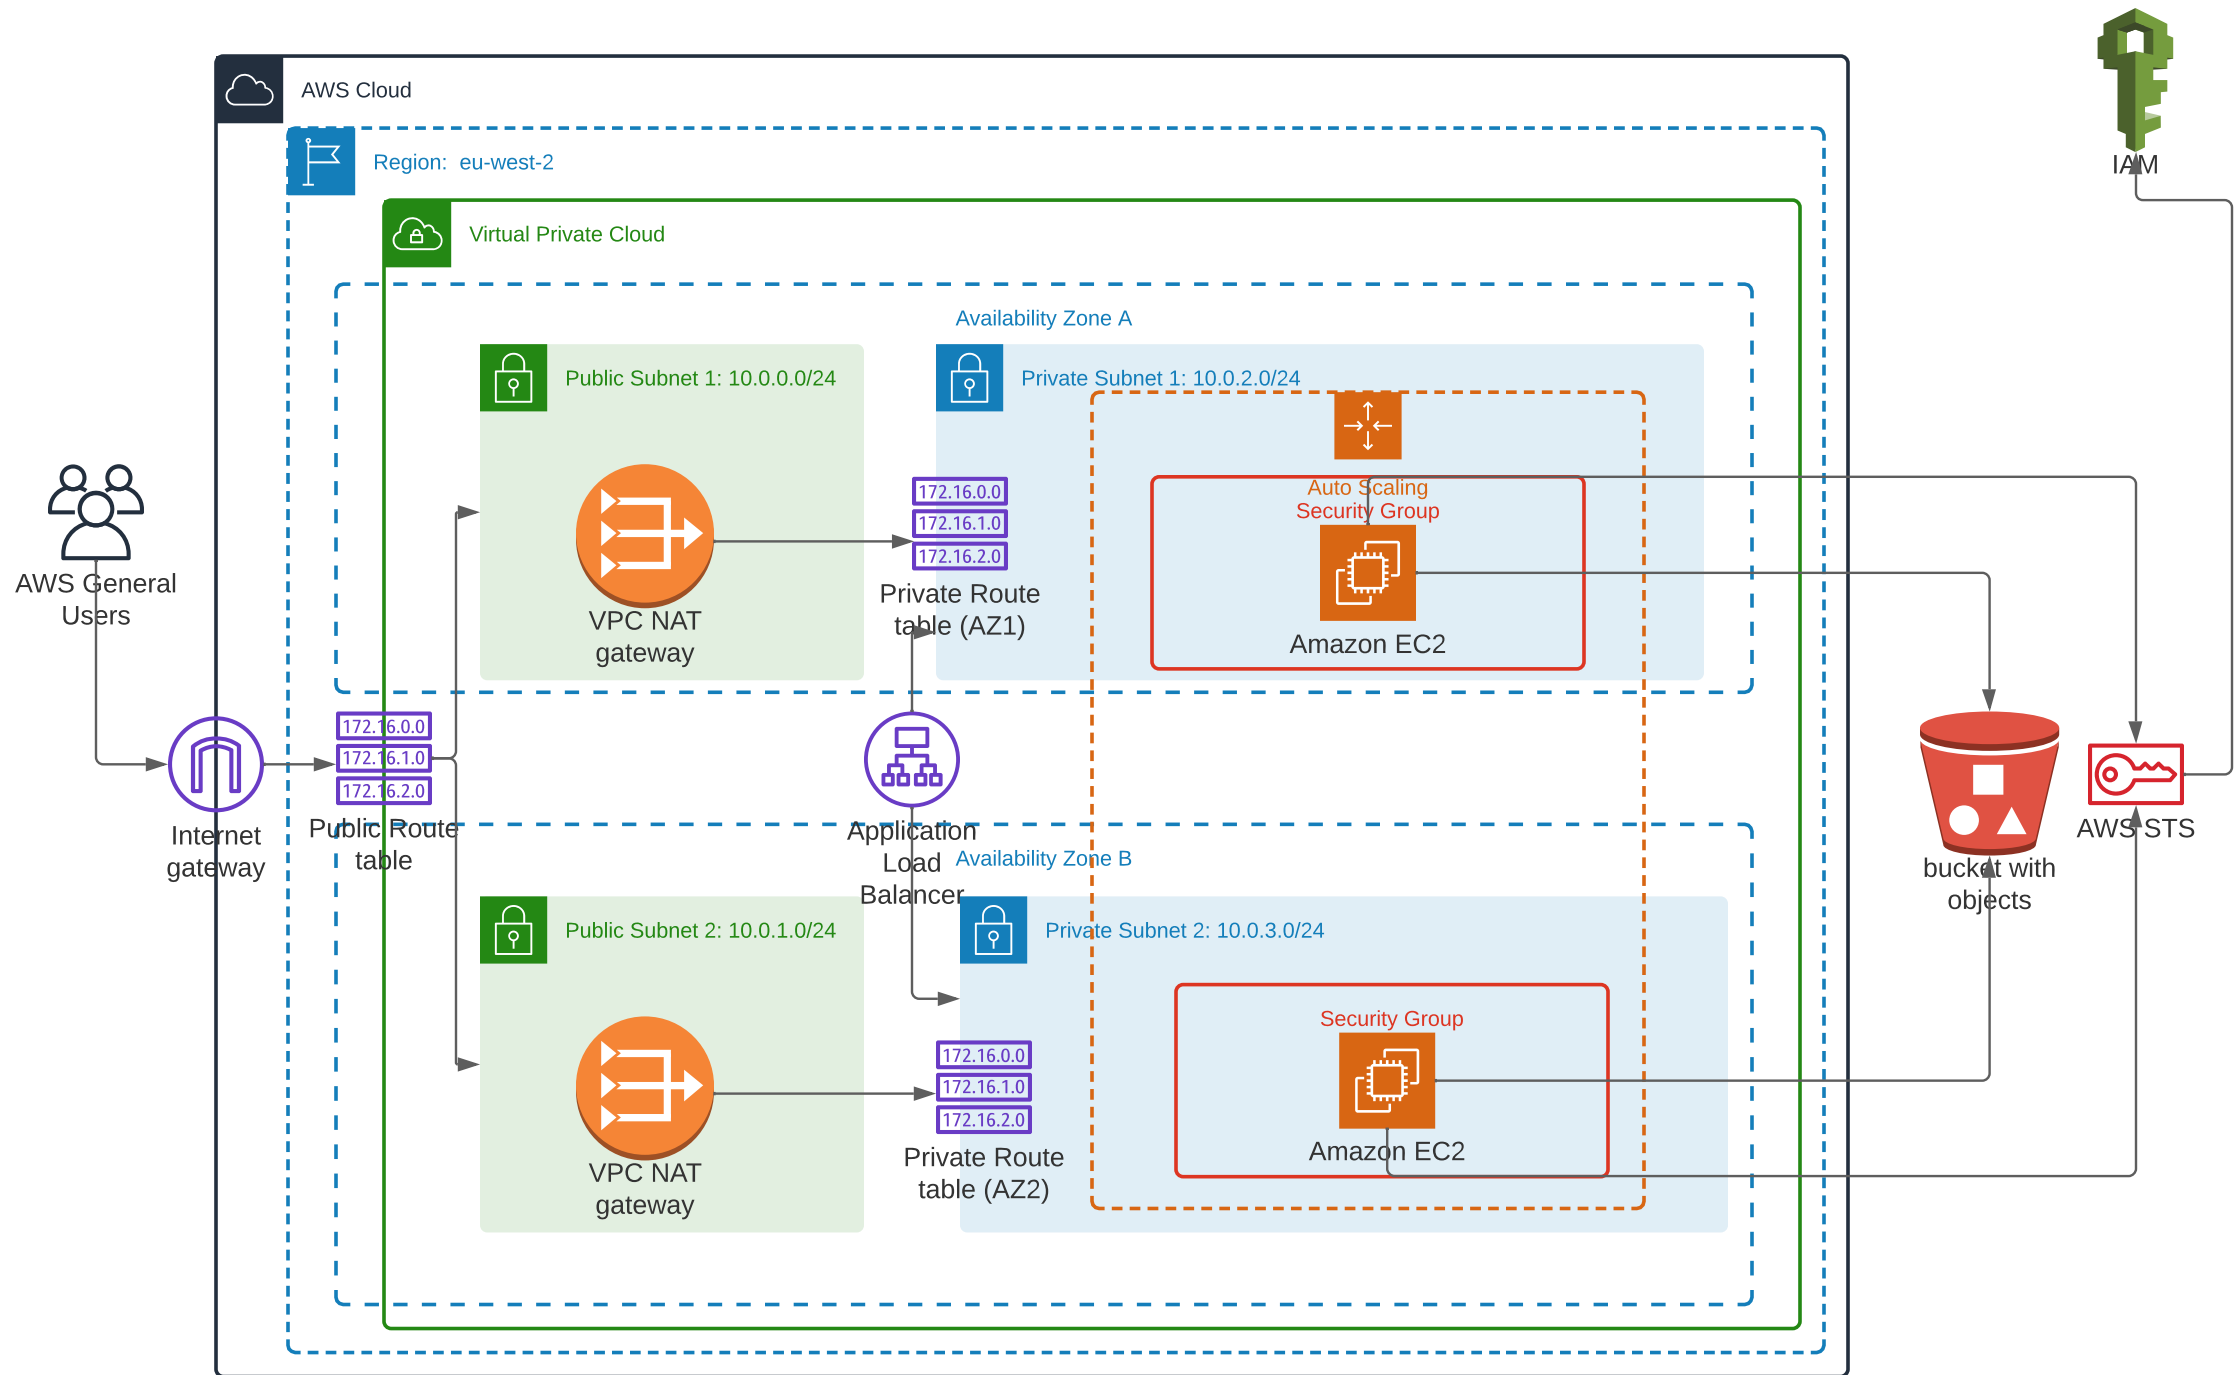 IAM
AWS Cloud
Region:  eu-west-2
Virtual Private Cloud
Availability Zone A
Public Subnet 1: 10.0.0.0/24
Private Subnet 1: 10.0.2.0/24
Auto Scaling
Security Group
172.16.0.0
172.16.1.0
172.16.2.0
Private Route
table (AZ1)
VPC NAT
gateway
Amazon EC2
AWS General
Users
Internet
gateway
172.16.0.0
172.16.1.0
172.16.2.0
Public Route
table
Application
Load
Balancer
bucket with
objects
AWS STS
Availability Zone B
Public Subnet 2: 10.0.1.0/24
Private Subnet 2: 10.0.3.0/24
Security Group
172.16.0.0
172.16.1.0
172.16.2.0
Private Route
table (AZ2)
VPC NAT
gateway
Amazon EC2